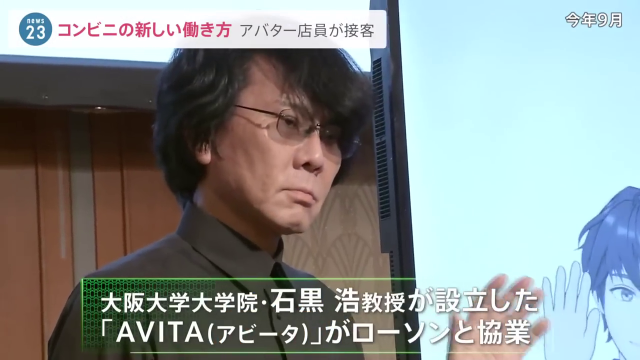 news
23
コンビニの新しい働き方 アバター店員が接客
今年9月
大阪大学大学院・石黒 浩教授が設立した
「AVITA(アビータ)」がローソンと協業